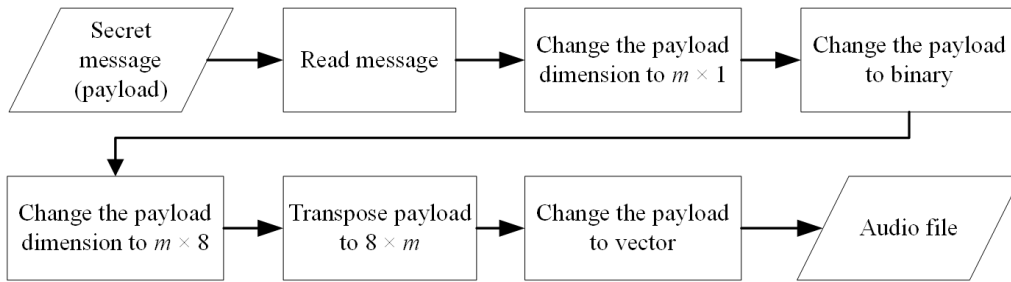 Secret
message
(payload)
Read message
Change the payload
dimension to m × 1
Change the payload
to binary
Change the payload
dimension to m × 8
Transpose payload
to 8 × m
Change the payload
to vector
Audio file